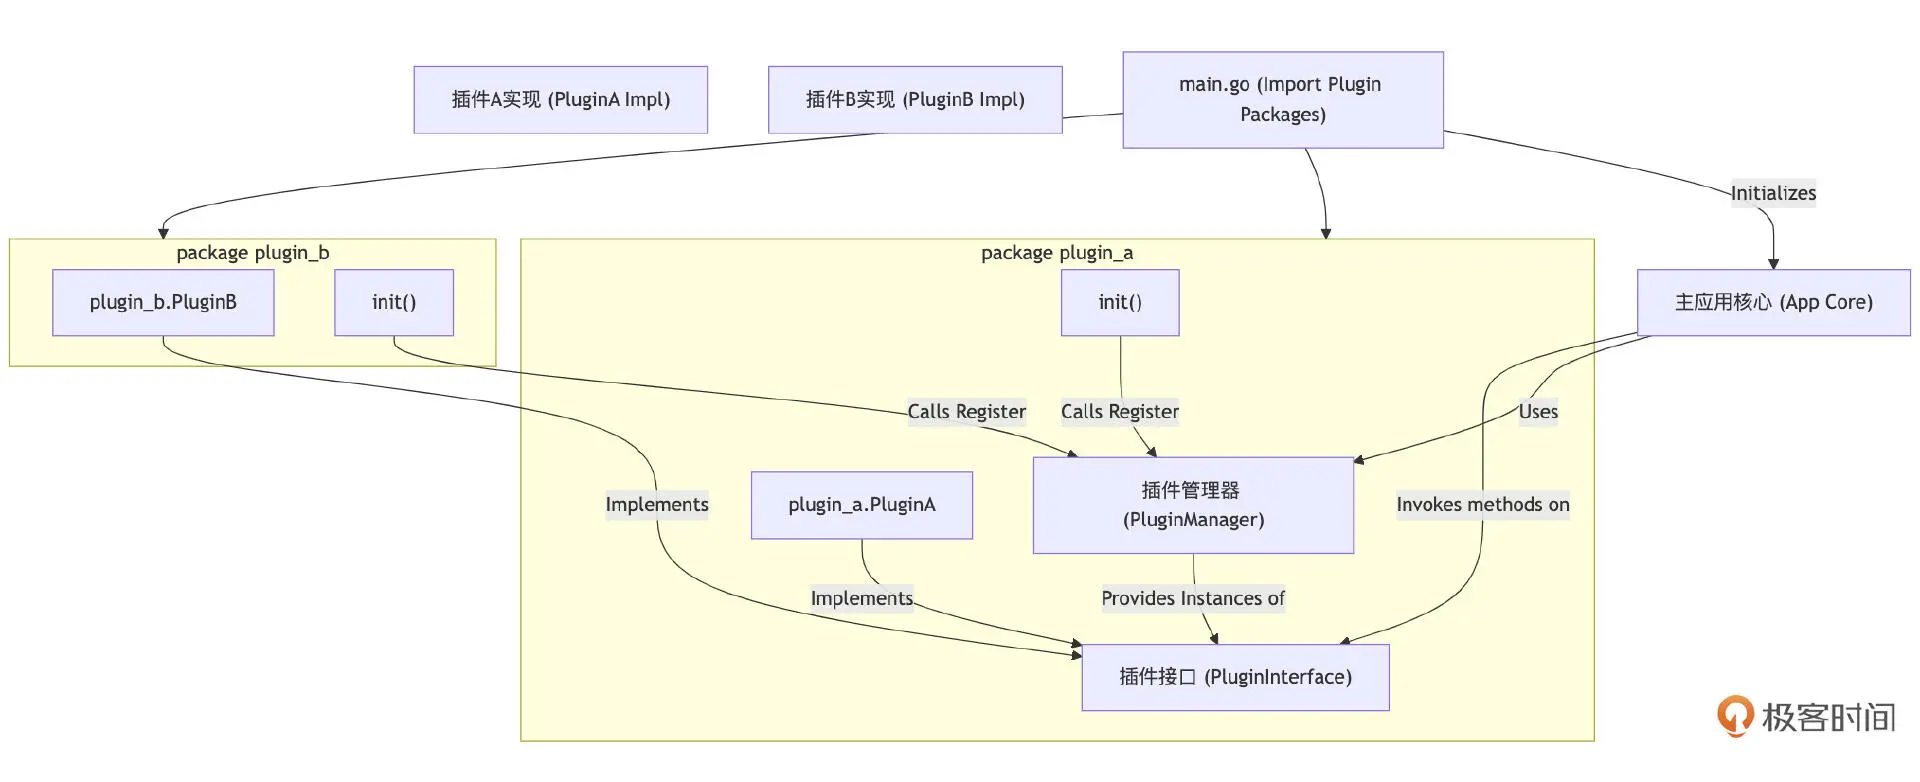 插件A实现 (PluginA Impl)
插件B实现 (PluginB Impl)
main.go (Import Plugin
Packages)
Initializes
package plugin_b
plugin_b.PluginB
init()
package plugin_a
init()
主应用核心 (App Core)
Calls Register
Calls Register
Uses
Implements
plugin_a.PluginA
插件管理器
(PluginManager)
Invokes methods on
Implements
Provides Instances of
插件接口 (PluginInterface)
极客时间